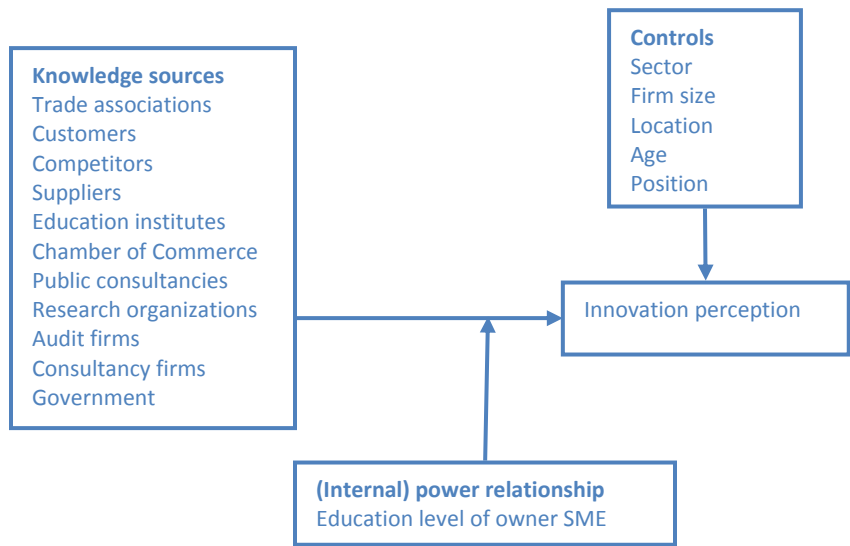 Knowledge sources
Trade associations
Customers
Competitors
Suppliers
Education institutes
Chamber of Commerce
Public consultancies
Research organizations
Audit firms
Consultancy firms
Government
Controls
Sector
Firm size
Location
Age
Position
Innovation perception
(Internal) power relationship
Education level of owner SME